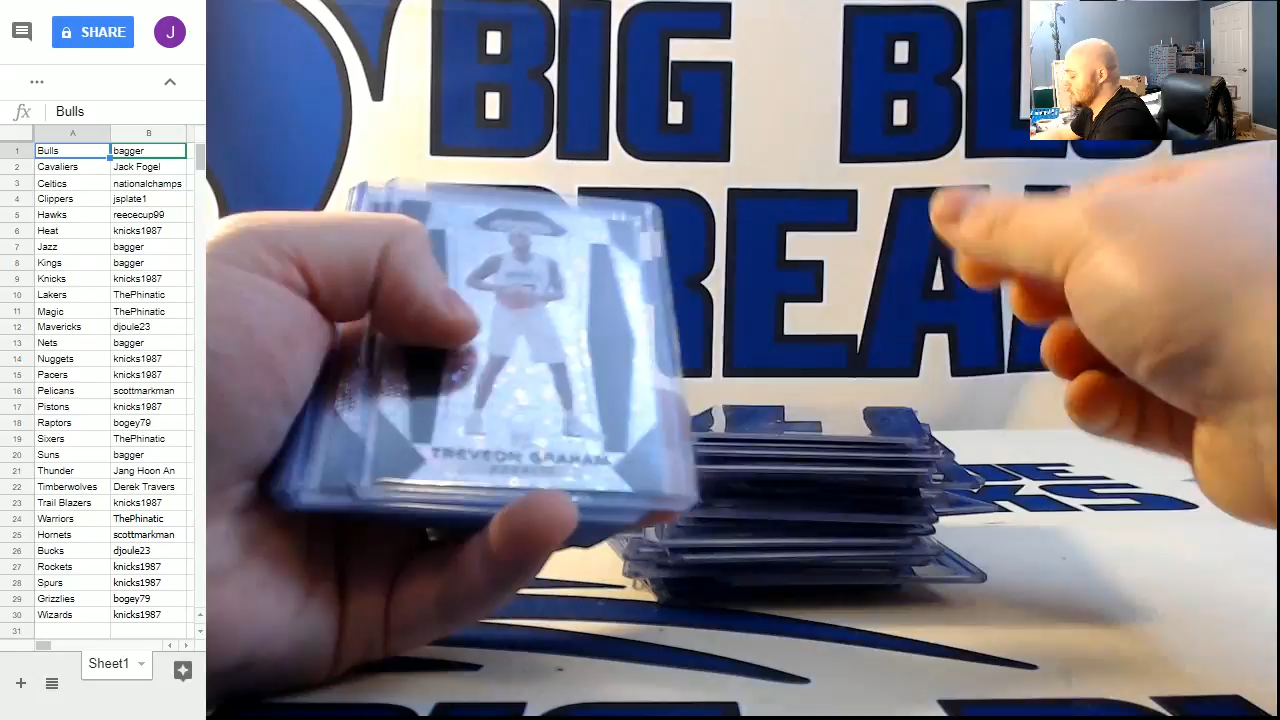 SHARE
J
...
fx Bulls
A B
1 Bulls bagger
2 Cavaliers Jack Fogel
3 Celtics nationalchamps
4 Clippers jsplate1
5 Hawks reececup99
6 Heat knicks1987
7 Jazz bagger
8 Kings bagger
9 Knicks knicks1987
10 Lakers ThePhinatic
11 Magic ThePhinatic
12 Mavericks djoule23
13 Nets bagger
14 Nuggets knicks1987
15 Pacers knicks1987
16 Pelicans scottmarkman
17 Pistons knicks1987
18 Raptors bogey79
19 Sixers ThePhinatic
20 Suns bagger
21 Thunder Jang Hoon An
22 Timberwolves Derek Travers
23 Trail Blazers knicks1987
24 Warriors ThePhinatic
25 Hornets scottmarkman
26 Bucks djoule23
27 Rockets knicks1987
28 Spurs knicks1987
29 Grizzlies bogey79
30 Wizards knicks1987
31
Sheet1
BIG BLU
REA
TREVEON GRAHAM
BIG